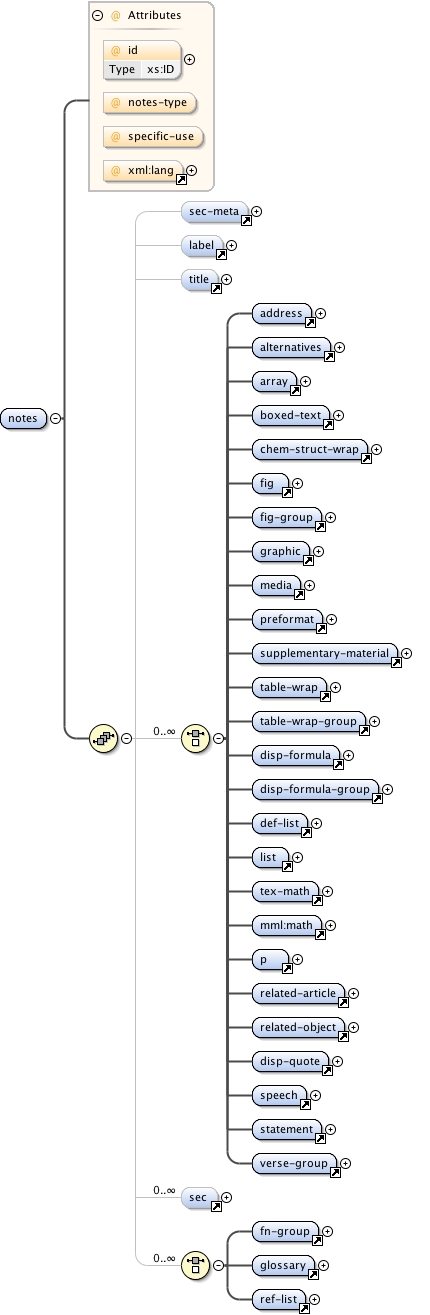 Attributes
@ id
Type xs:ID
@ notes-type
@ specific-use
@ xml:lang
sec-meta
label
title
address
alternatives
array
boxed-text
notes
chem-struct-wrap
fig
fig-group
graphic
media
preformat
supplementary-material
table-wrap
table-wrap-group
0..∞
disp-formula
disp-formula-group
def-list
list
tex-math
mml:math
p
related-article
related-object
disp-quote
speech
statement
verse-group
0..∞
sec
fn-group
0..∞
glossary
ref-list